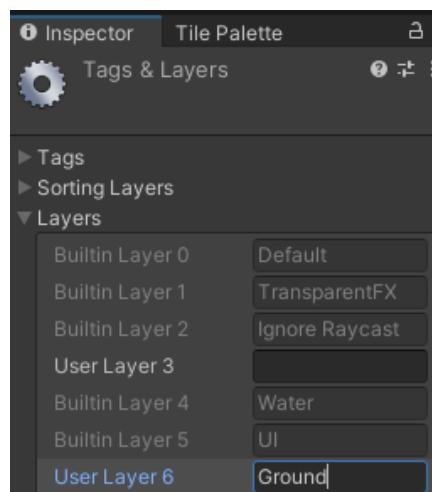 Inspector Tile Palette
Tags & Layers
Tags
Sorting Layers
Layers
Builtin Layer 0 Default
Builtin Layer 1 TransparentFX
Builtin Layer 2 Ignore Raycast
User Layer 3
Builtin Layer 4 Water
Builtin Layer 5 UI
User Layer 6 Ground